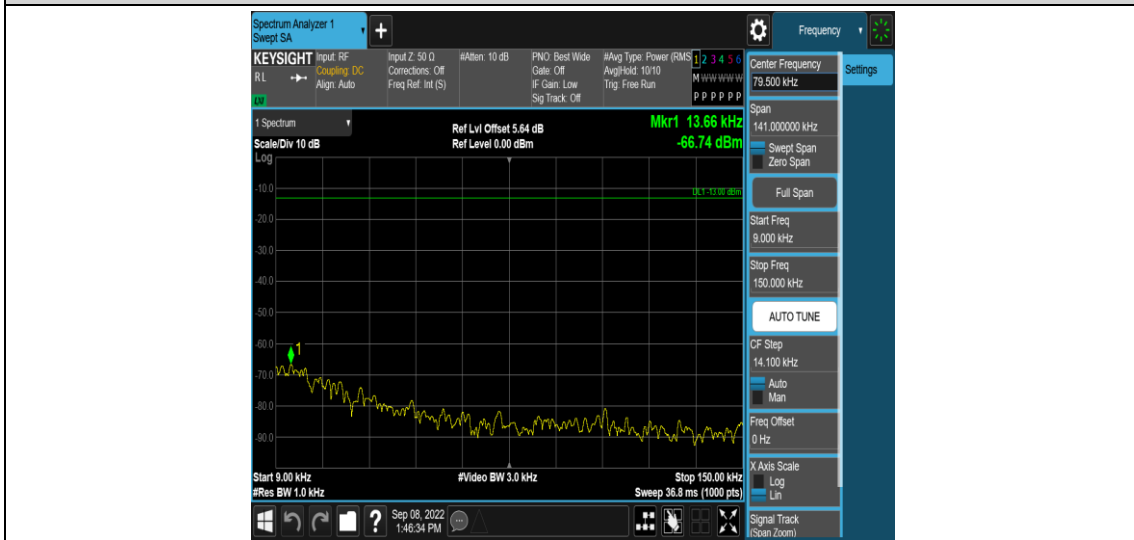 Spectrum Analyzer 1
Swept SA
+
Frequency
KEYSIGHT
RL
Input: RF
Coupling: DC
Align: Auto
Input Z: 50 Ω
Corrections: Off
Freq Ref: Int (S)
#Atten: 10 dB
PNO: Best Wide
Gate: Off
IF Gain: Low
Sig Track: Off
#Avg Type: Power (RMS
Avg|Hold: 10/10
Trig: Free Run
1 2 3 4 5 6
M W W W W W
P P P P P P
1 Spectrum
Scale/Div 10 dB
Ref Lvl Offset 5.64 dB
Ref Level 0.00 dBm
Mkr1 13.66 kHz
-66.74 dBm
Log
DL1 -13.00 dBm
-10.0
-20.0
-30.0
-40.0
-50.0
-60.0
-70.0
-80.0
-90.0
1
Start 9.00 kHz
#Res BW 1.0 kHz
#Video BW 3.0 kHz
Stop 150.00 kHz
Sweep 36.8 ms (1000 pts)
?
Sep 08, 2022
1:46:34 PM
Center Frequency
79.500 kHz
Settings
Span
141.000000 kHz
Swept Span
Zero Span
Full Span
Start Freq
9.000 kHz
Stop Freq
150.000 kHz
AUTO TUNE
CF Step
14.100 kHz
Auto
Man
Freq Offset
0 Hz
X Axis Scale
Log
Lin
Signal Track
(Span Zoom)